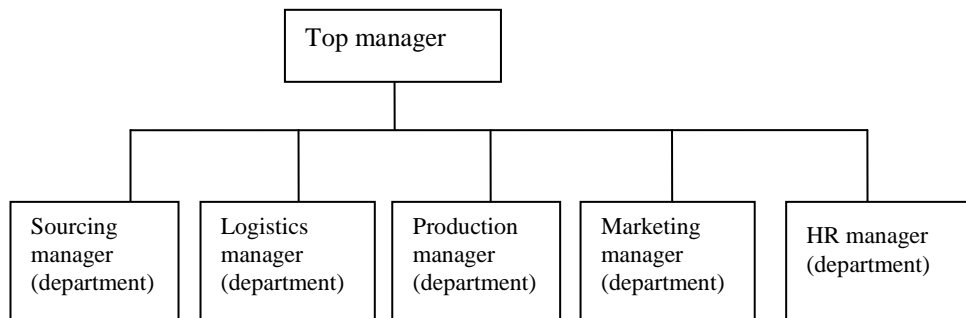 Top manager
Sourcing
manager
(department)
Logistics
manager
(department)
Production
manager
(department)
Marketing
manager
(department)
HR manager
(department)